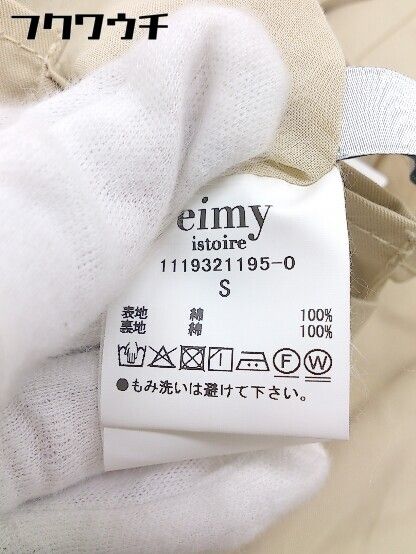 フクウクチ
eimy
istoire
1119321195-0
S
表地 綿 100%
裏地 綿 100%
F W
●もみ洗いは避けて下さい。